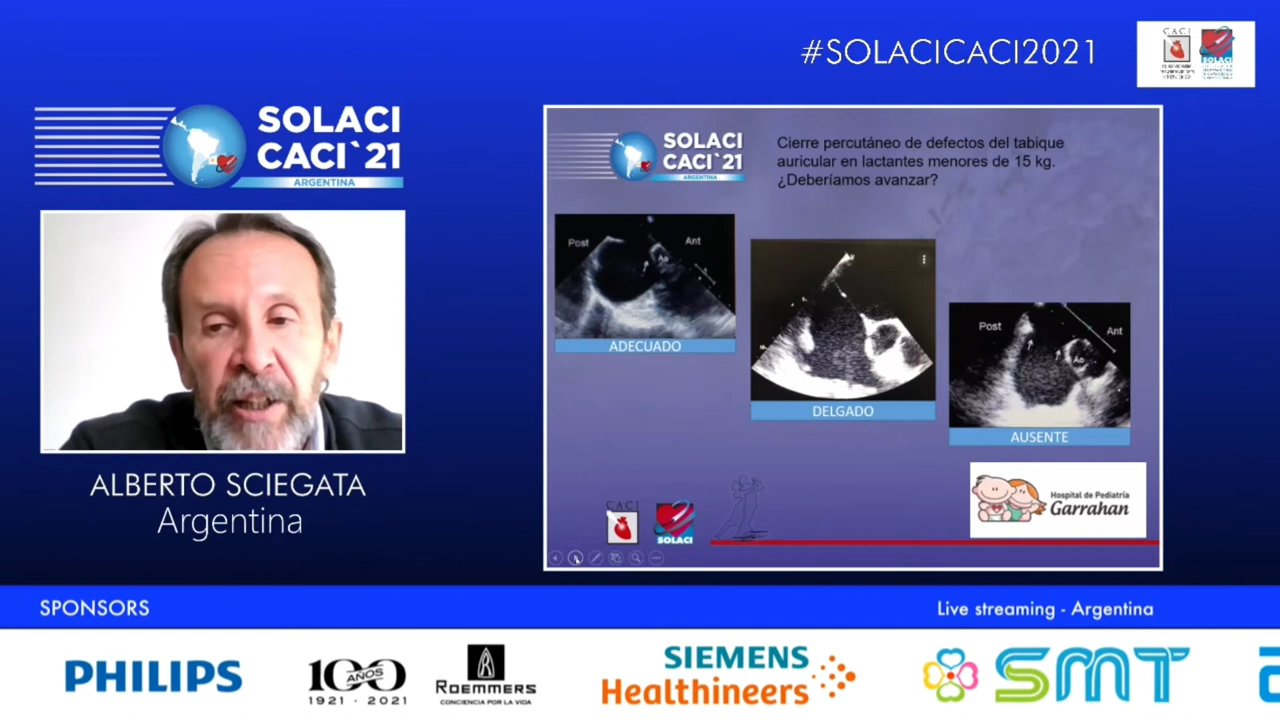 #SOLACICACI2021
CACI
SOLACI
SOLACI
CACI`21
ARGENTINA
ALBERTO SCIEGATA
Argentina
SOLACI
CACI`21
ARGENTINA
Cierre percutáneo de defectos del tabique
auricular en lactantes menores de 15 kg.
¿Deberíamos avanzar?
Post
Ant
Ao
ADECUADO
DELGADO
Post
Ant
Ao
AUSENTE
Hospital de Pediatría
Garrahan
CACI
SOLACI
SPONSORS
Live streaming - Argentina
PHILIPS
100
AÑOS
1921 - 2021
ROEMMERS
CONCIENCIA POR LA VIDA
SIEMENS
Healthineers
SMT